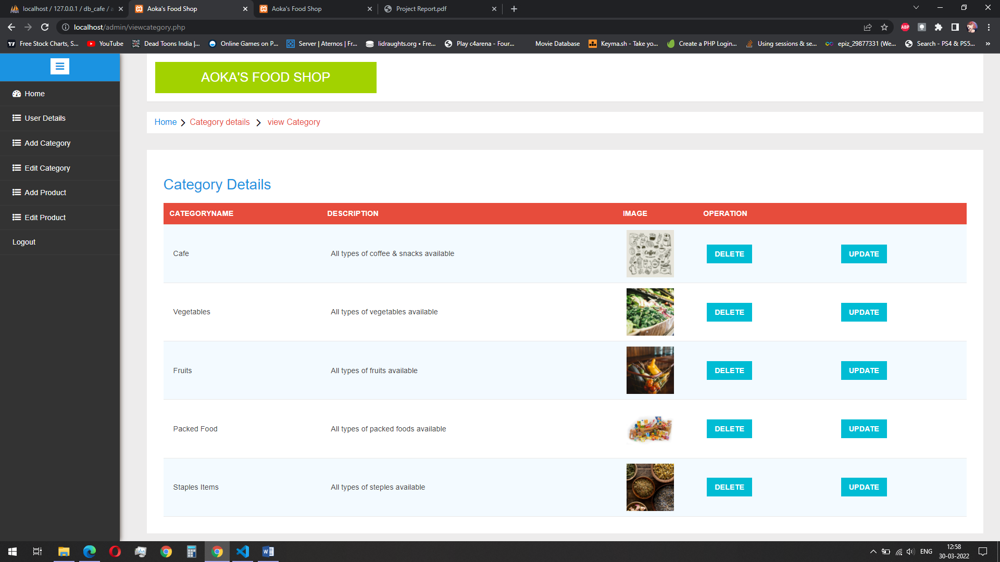 localhost / 127.0.0.1 / db_cafe / a
Aoka's Food Shop
Aoka's Food Shop
Project Report.pdf
localhost/admin/viewcategory.php
ABP
Free Stock Charts, S...
YouTube
Dead Toons India |...
Online Games on P...
Server | Aternos | Fr...
lidraughts.org • Fre...
Play c4arena - Four...
Movie Database
Keyma.sh - Take yo...
Create a PHP Login...
Using sessions & se...
epiz_29877331 (We...
Search - PS4 & PS5...
»
AOKA'S FOOD SHOP
Home
User Details
Add Category
Edit Category
Add Product
Edit Product
Logout
Home > Category details > view Category
Category Details
CATEGORYNAME DESCRIPTION IMAGE OPERATION
Cafe All types of coffee & snacks available Coffee DELETE UPDATE
Vegetables All types of vegetables available DELETE UPDATE
Fruits All types of fruits available DELETE UPDATE
Packed Food All types of packed foods available DELETE UPDATE
Staples Items All types of steples available DELETE UPDATE
ENG
12:58
30-03-2022